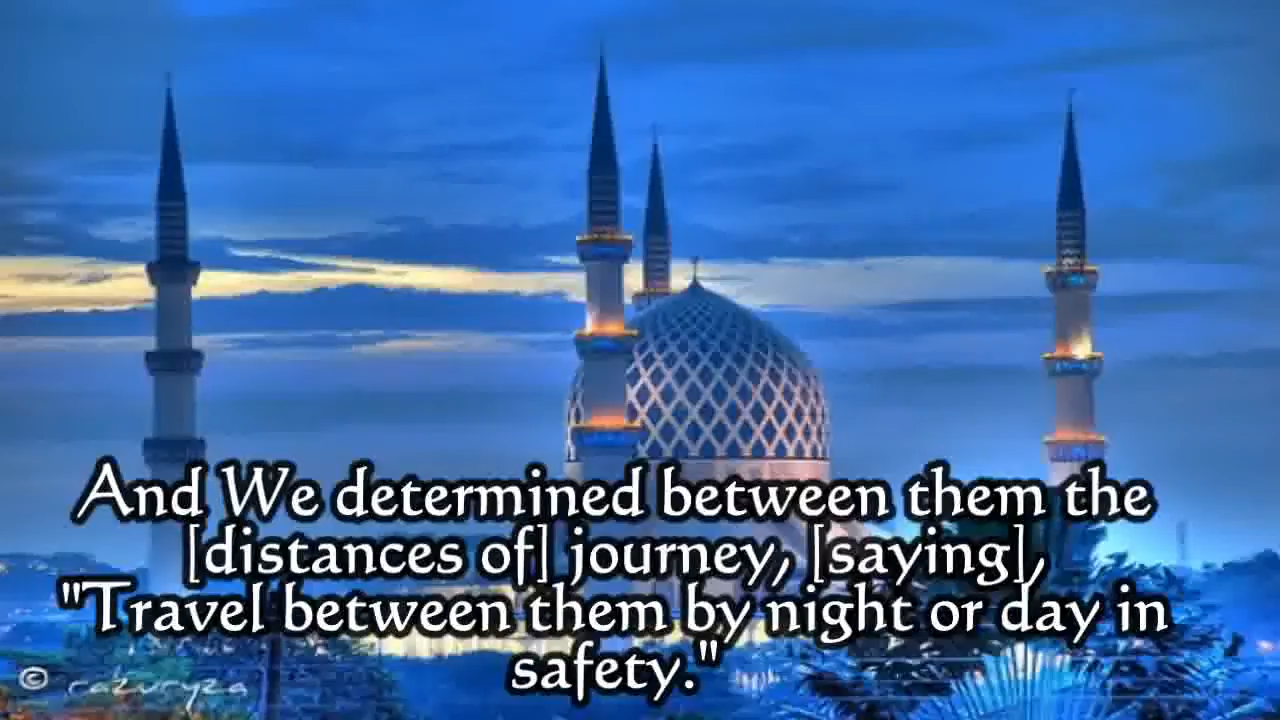 And We determined between them the
[distances of] journey, [saying],
"Travel between them by night or day in
safety."
©